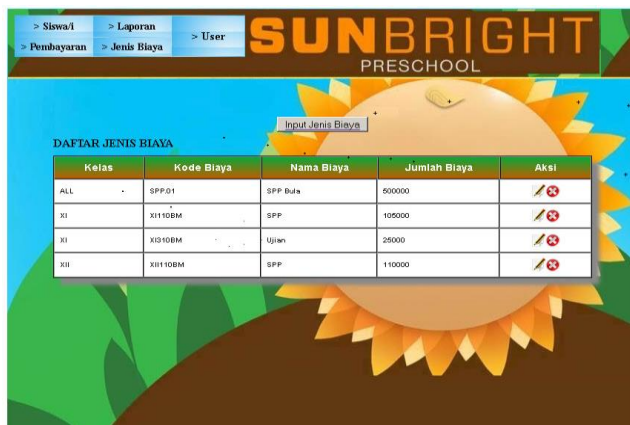 > Siswa/i > Laporan > User
> Pembayaran > Jenis Biaya
SUNBRIGHT
PRESCHOOL
Input Jenis Biaya
DAFTAR JENIS BIAYA
Kelas Kode Biaya Nama Biaya Jumlah Biaya Aksi
ALL SPP.01 SPP Bula 500000
XI XI110BM SPP 105000
XI XI310BM Ujian 25000
XII XII110BM SPP 110000